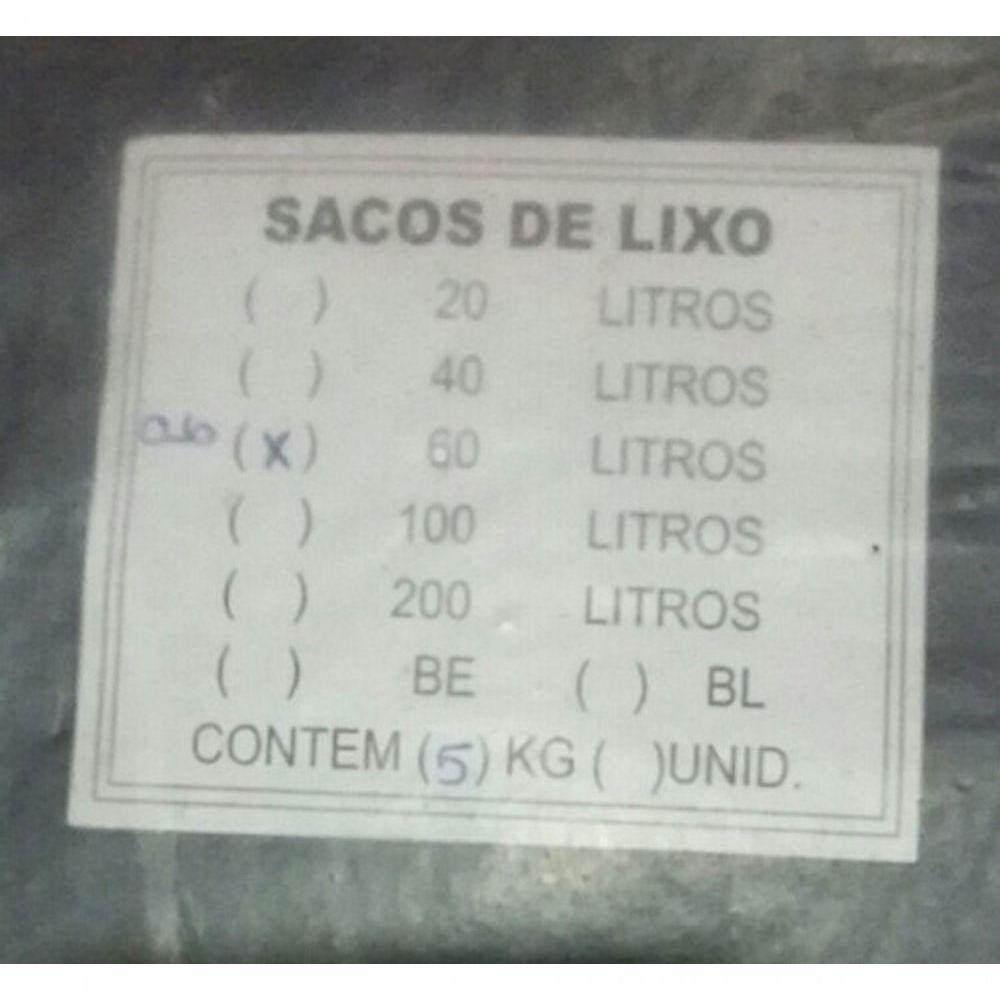 SACOS DE LIXO
( ) 20 LITROS
( ) 40 LITROS
(X) 60 LITROS
( ) 100 LITROS
( ) 200 LITROS
( ) BE ( ) BL
CONTEM (5) KG ( )UNID.